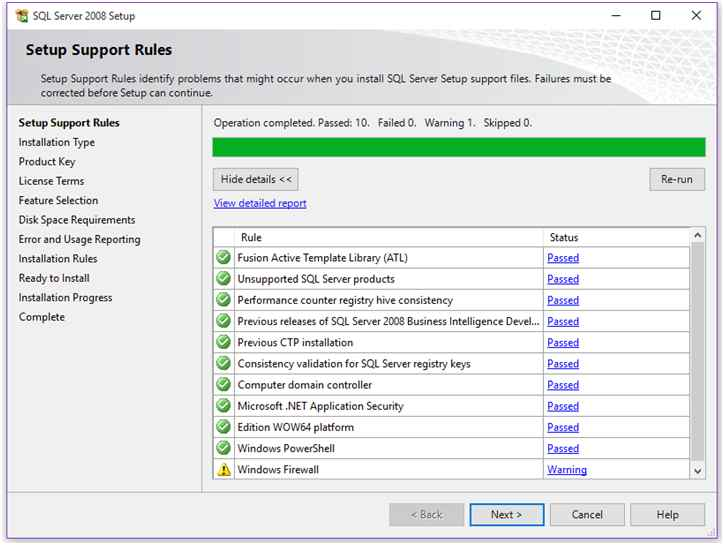 SQL Server 2008 Setup
Setup Support Rules
Setup Support Rules identify problems that might occur when you install SQL Server Setup support files. Failures must be
corrected before Setup can continue.
Setup Support Rules
Installation Type
Product Key
License Terms
Feature Selection
Disk Space Requirements
Error and Usage Reporting
Installation Rules
Ready to Install
Installation Progress
Complete
Operation completed. Passed: 10.  Failed 0.  Warning 1.  Skipped 0.
Hide details <<
Re-run
View detailed report
Rule Status
Fusion Active Template Library (ATL) Passed
Unsupported SQL Server products Passed
Performance counter registry hive consistency Passed
Previous releases of SQL Server 2008 Business Intelligence Devel... Passed
Previous CTP installation Passed
Consistency validation for SQL Server registry keys Passed
Computer domain controller Passed
Microsoft .NET Application Security Passed
Edition WOW64 platform Passed
Windows PowerShell Passed
Windows Firewall Warning
< Back Next > Cancel Help